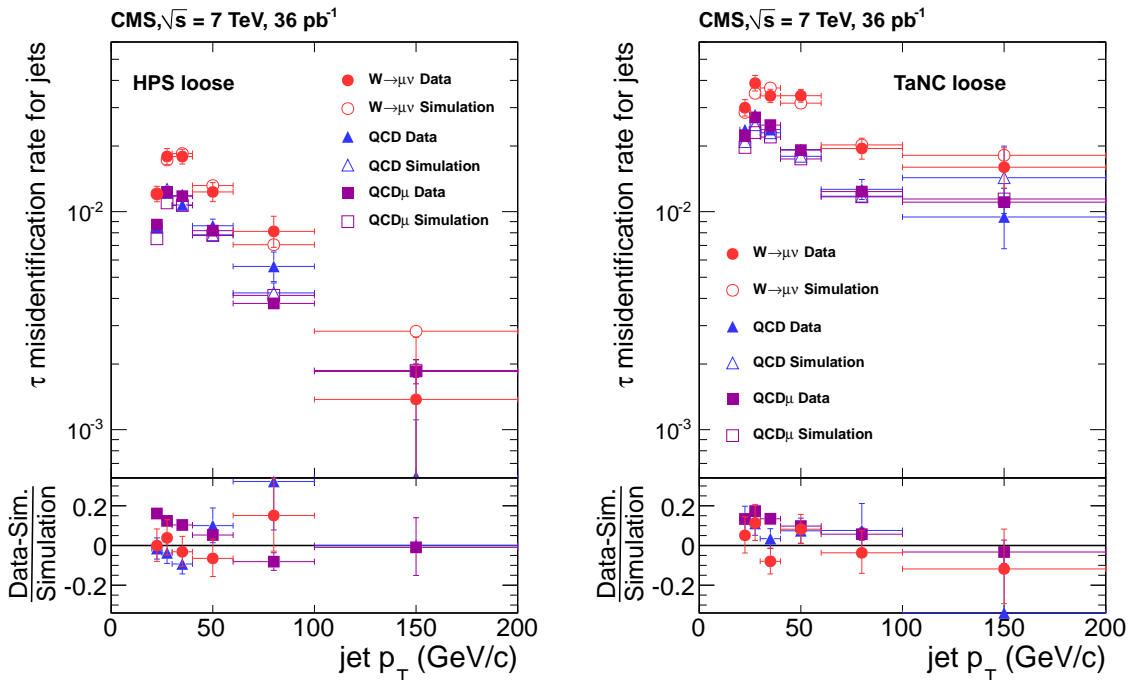 CMS,√s = 7 TeV, 36 pb⁻¹
τ misidentification rate for jets
HPS loose
W→μν Data
W→μν Simulation
QCD Data
QCD Simulation
QCDμ Data
QCDμ Simulation
10⁻²
10⁻³
Data-Sim.
Simulation
0.2
0
-0.2
0 50 100 150 200
jet p_T (GeV/c)
CMS,√s = 7 TeV, 36 pb⁻¹
τ misidentification rate for jets
TaNC loose
10⁻²
W→μν Data
W→μν Simulation
QCD Data
QCD Simulation
QCDμ Data
QCDμ Simulation
10⁻³
Data-Sim.
Simulation
0.2
0
-0.2
0 50 100 150 200
jet p_T (GeV/c)